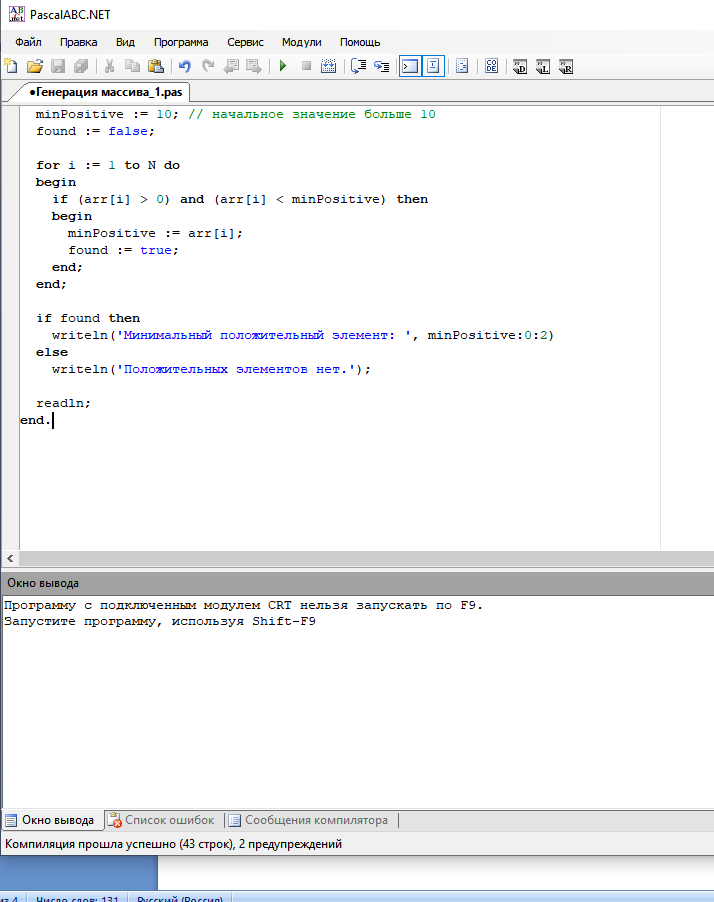 PascalABC.NET
Файл Правка Вид Программа Сервис Модули Помощь
●Генерация массива_1.pas
minPositive := 10; // начальное значение больше 10
found := false;
for i := 1 to N do
begin
if (arr[i] > 0) and (arr[i] < minPositive) then
begin
minPositive := arr[i];
found := true;
end;
end;
if found then
writeln('Минимальный положительный элемент: ', minPositive:0:2)
else
writeln('Положительных элементов нет.');
readln;
end.
Окно вывода
Программу с подключенным модулем CRT нельзя запускать по F9.
Запустите программу, используя Shift-F9
Окно вывода Список ошибок Сообщения компилятора
Компиляция прошла успешно (43 строк), 2 предупреждений
из 4 Число слов: 131 Русский (Россия)